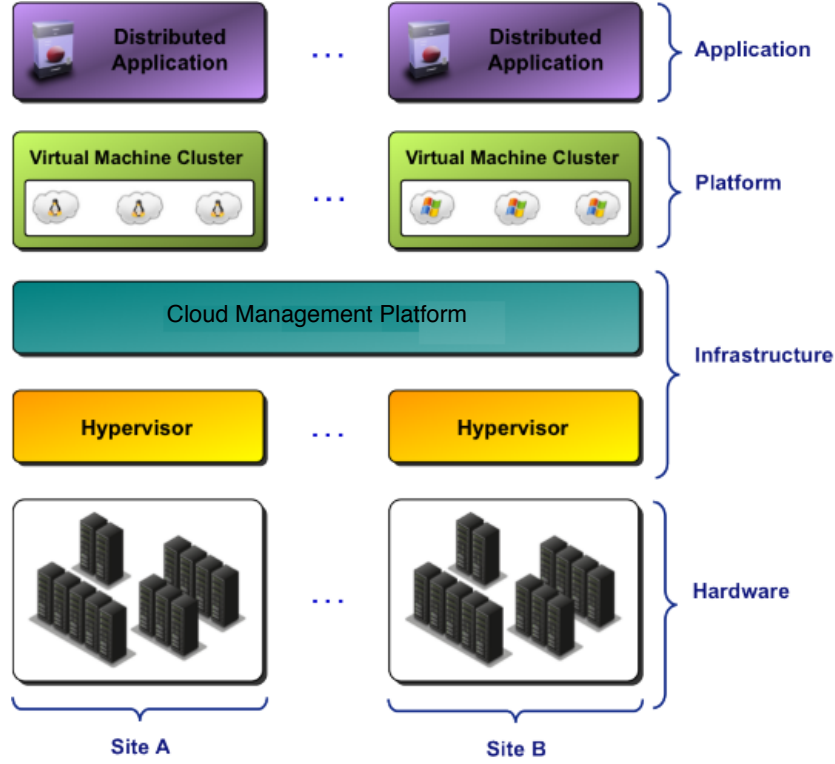 Distributed
Application
...
Distributed
Application
Application
Virtual Machine Cluster
...
Virtual Machine Cluster
Platform
Cloud Management Platform
Infrastructure
Hypervisor
...
Hypervisor
...
Hardware
Site A
Site B